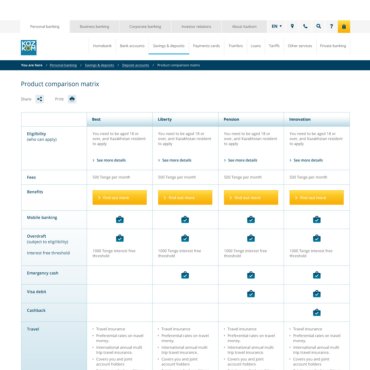 Personal banking Business banking Corporate banking Investor relations About Kazkom EN
KAZ
KOM
Homebank Bank accounts Savings & deposits Payments cards Transfers Loans Tariffs Other services Private banking
You are here > Personal banking > Savings & deposits > Deposit accounts > Product comparison matrix
Product comparison matrix
Share Print
Best Liberty Pension Innovation
Eligibility
(who can apply)
You need to be aged 18 or
over, and Kazakhstan resident
to apply
You need to be aged 18 or
over, and Kazakhstan resident
to apply
You need to be aged 18 or
over, and Kazakhstan resident
to apply
You need to be aged 18 or
over, and Kazakhstan resident
to apply
> See more details > See more details > See more details > See more details
Fees 500 Tenge per month 500 Tenge per month 500 Tenge per month 500 Tenge per month
Benefits > Find out more > Find out more > Find out more > Find out more
Mobile banking
Overdraft
(subject to eligibility)
Interest free threshold
1000 Tenge interest free
threshold
1000 Tenge interest free
threshold
1000 Tenge interest free
threshold
1000 Tenge interest free
threshold
Emergency cash
Visa debit
Cashback
Travel
• Travel insurance
• Preferential rates on travel
money.
• International annual multi
trip travel insurance.
• Covers you and joint
account holders
• Travel insurance
• Preferential rates on travel
money.
• International annual multi
trip travel insurance.
• Covers you and joint
account holders
• Travel insurance
• Preferential rates on travel
money.
• International annual multi
trip travel insurance.
• Covers you and joint
account holders
• Travel insurance
• Preferential rates on travel
money.
• International annual multi
trip travel insurance.
• Covers you and joint
account holders